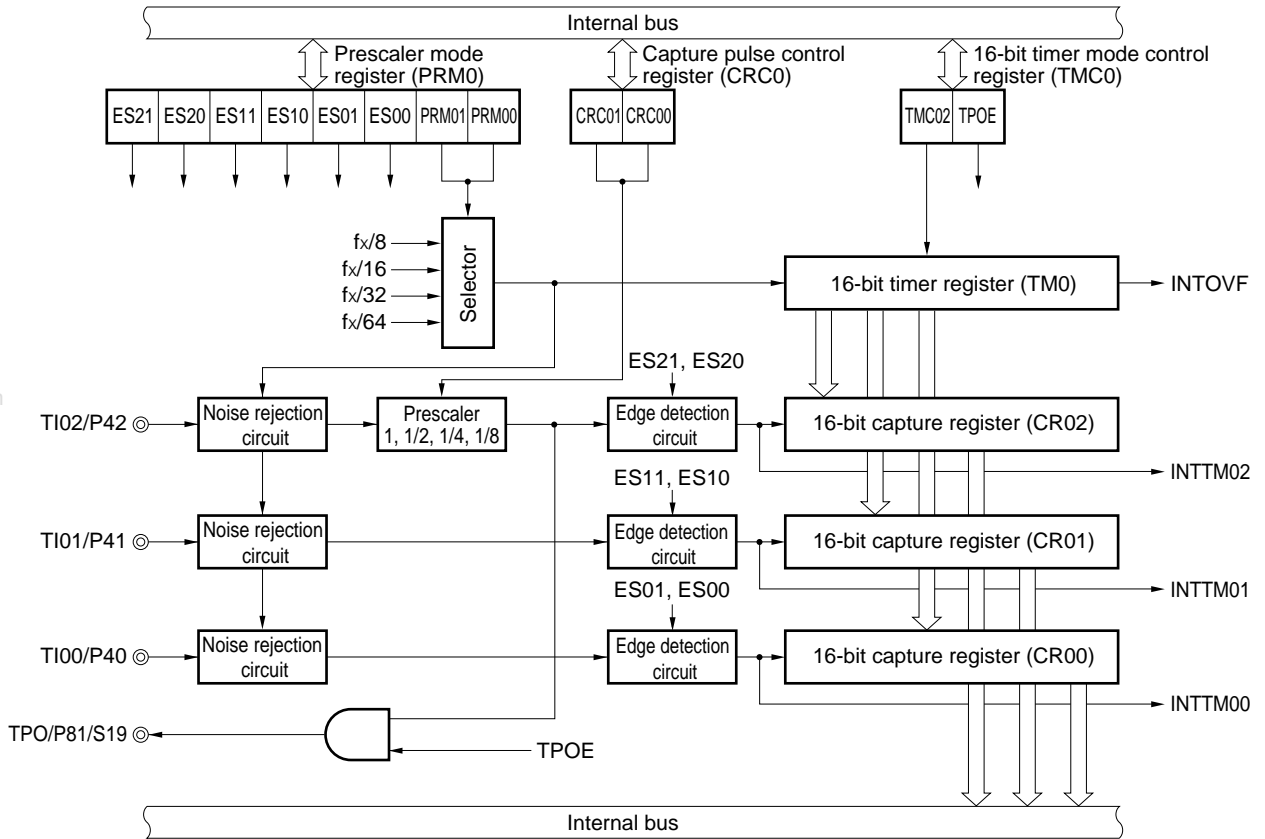 Internal bus
Prescaler mode
register (PRM0)
Capture pulse control
register (CRC0)
16-bit timer mode control
register (TMC0)
ES21 ES20 ES11 ES10 ES01 ES00 PRM01 PRM00
CRC01 CRC00
TMC02 TPOE
fx/8
fx/16
fx/32
fx/64
Selector
16-bit timer register (TM0)
INTOVF
ES21, ES20
TI02/P42
Noise rejection
circuit
Prescaler
1, 1/2, 1/4, 1/8
Edge detection
circuit
16-bit capture register (CR02)
INTTM02
ES11, ES10
TI01/P41
Noise rejection
circuit
Edge detection
circuit
16-bit capture register (CR01)
INTTM01
ES01, ES00
TI00/P40
Noise rejection
circuit
Edge detection
circuit
16-bit capture register (CR00)
INTTM00
TPO/P81/S19
TPOE
Internal bus